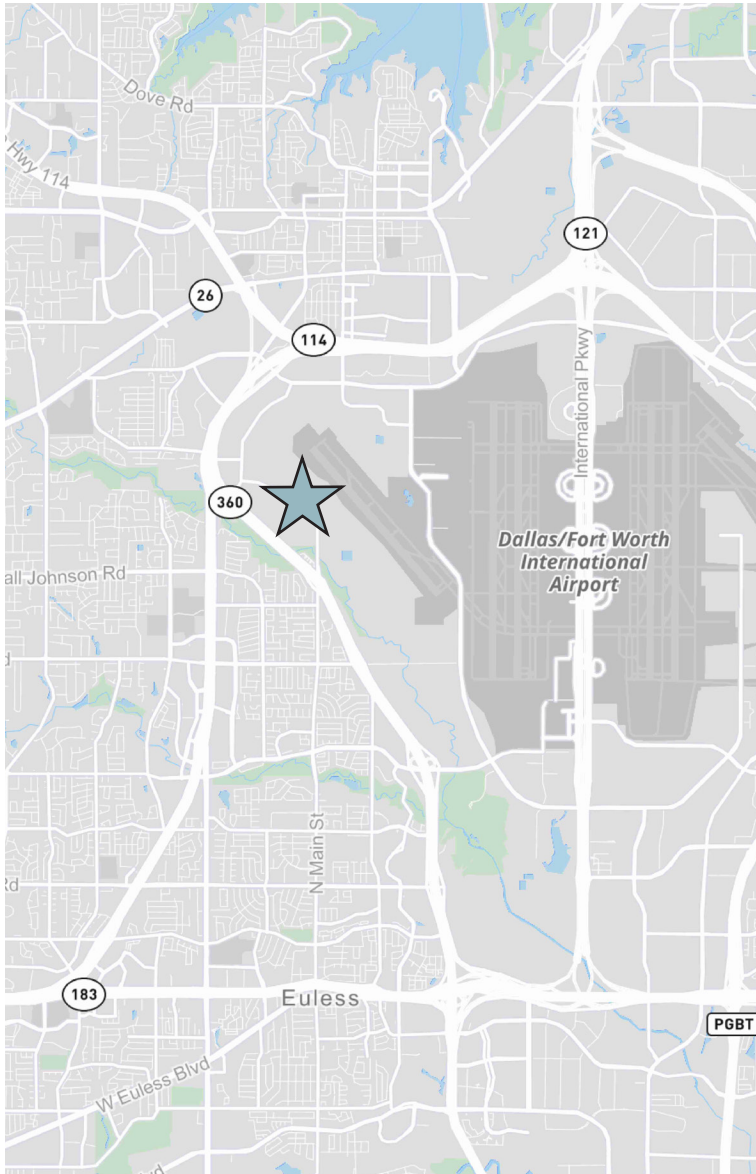 Dove Rd
Hwy 114
121
26
114
International Pkwy
360
Dallas/Fort Worth
International
Airport
all Johnson Rd
N Main St
183
Euless
PGBT
W Euless Blvd